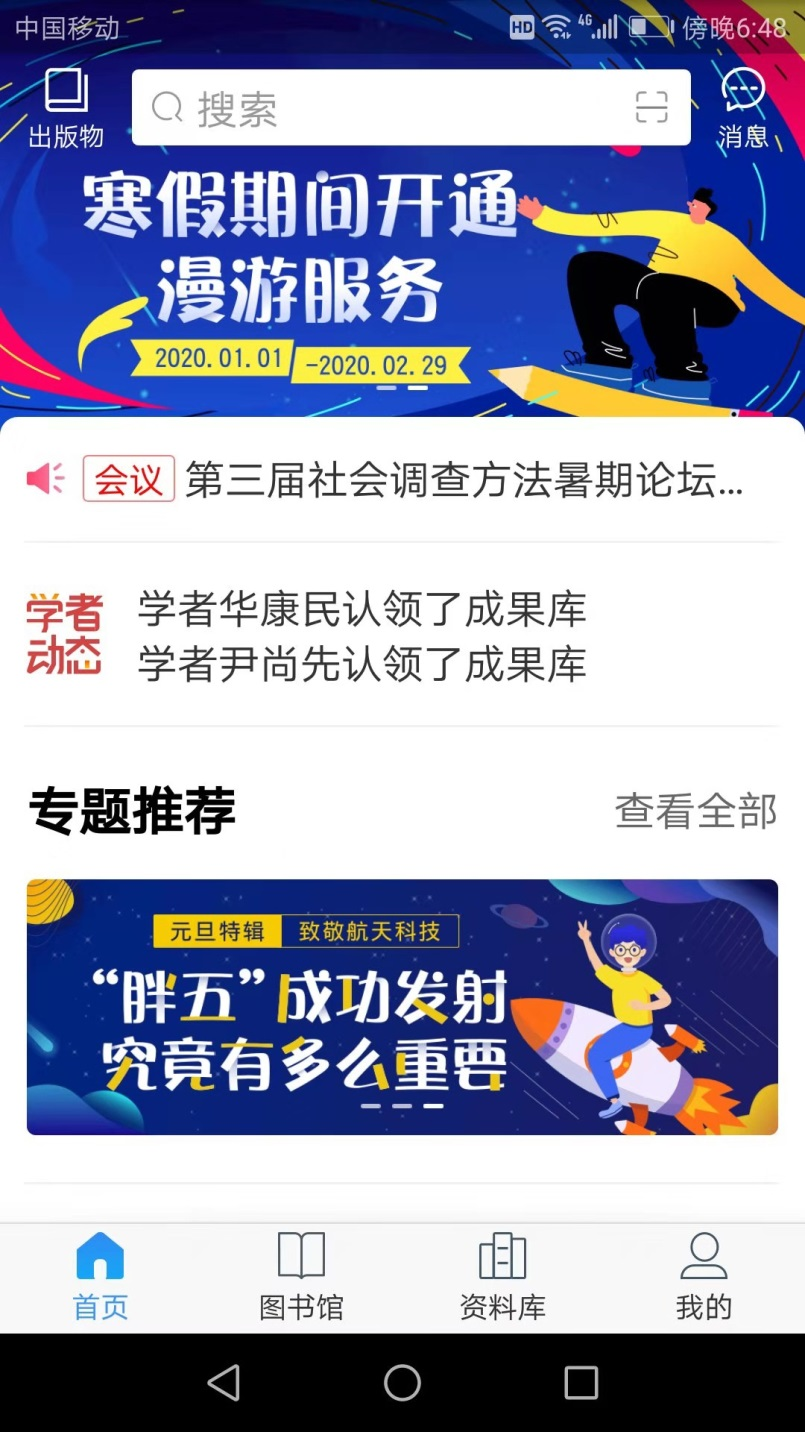 中国移动
HD 4G 傍晚6:48
出版物
搜索
消息
寒假期间开通
漫游服务
2020.01.01-2020.02.29
会议 第三届社会调查方法暑期论坛...
学者动态
学者华康民认领了成果库
学者尹尚先认领了成果库
专题推荐
查看全部
元旦特辑 致敬航天科技
“胖五”成功发射
究竟有多么重要
首页
图书馆
资料库
我的